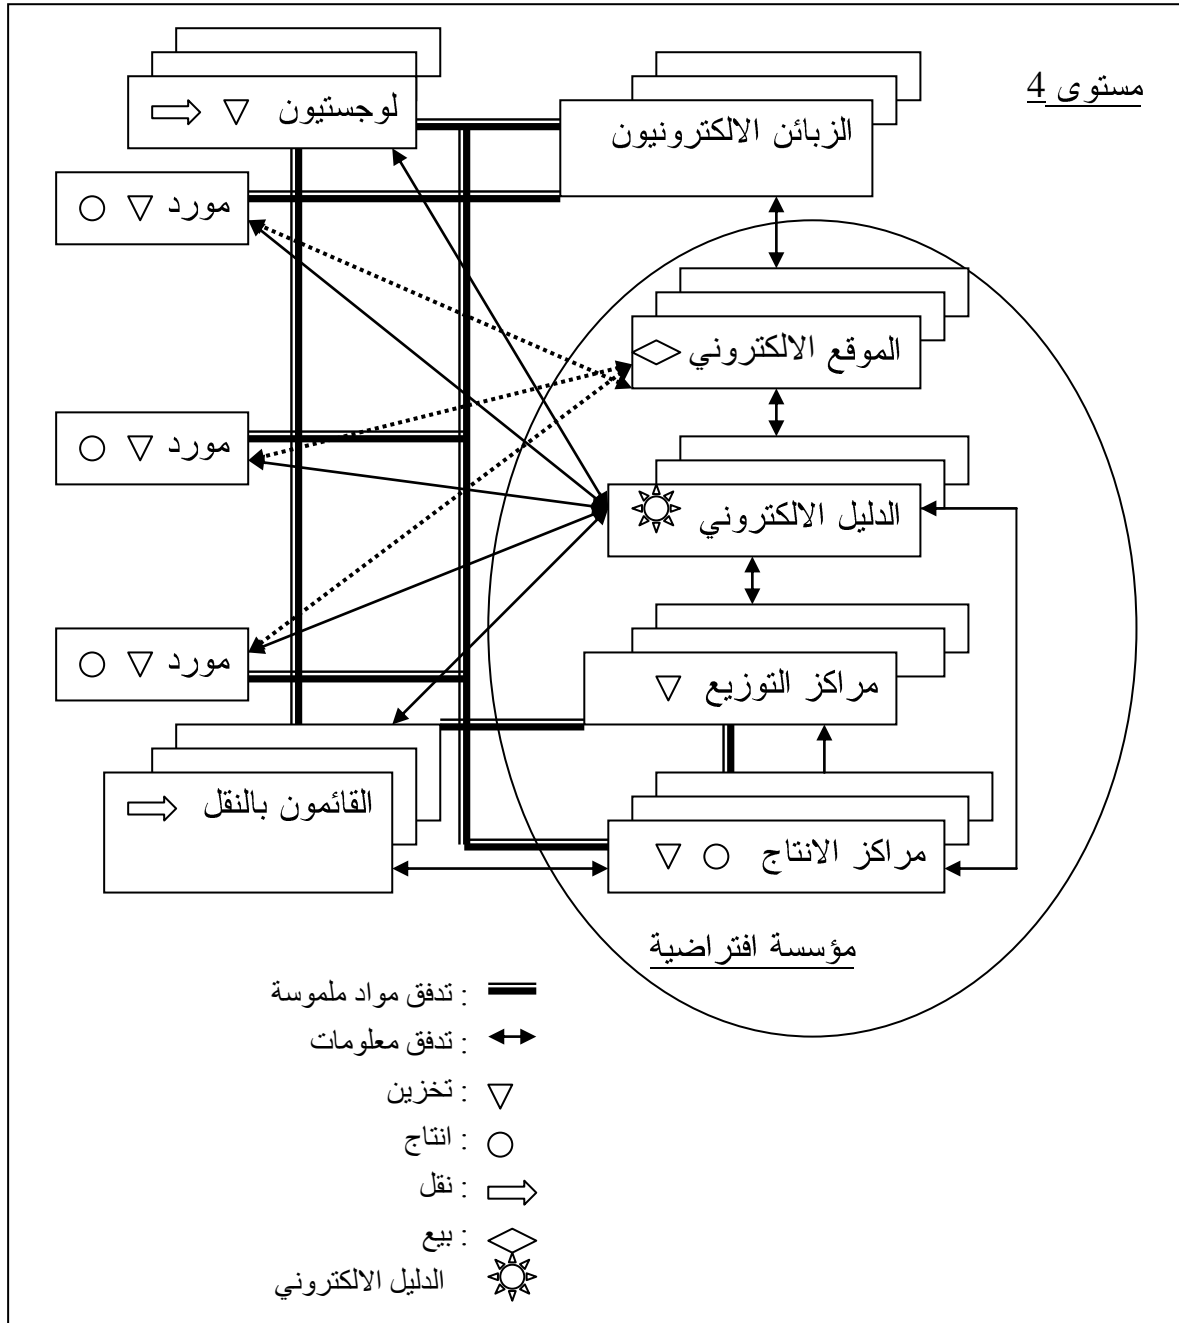 مستوى 4
لوجستيون
الزبائن الالكترونيون
مورد
الموقع الالكتروني
مورد
الدليل الالكتروني
مورد
مراكز التوزيع
القائمون بالنقل
مراكز الانتاج
مؤسسة افتراضية
: تدفق مواد ملموسة
: تدفق معلومات
: تخزين
: انتاج
: نقل
: بيع
الدليل الالكتروني